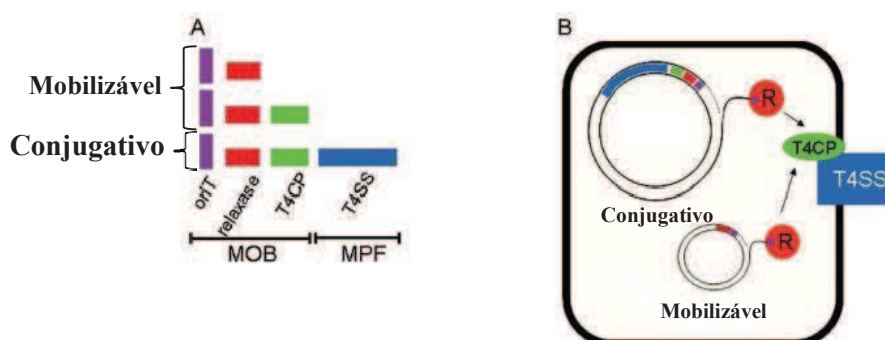 A
Mobilizável
Conjugativo
oriT
relaxase
T4CP
T4SS
MOB
MPF
B
R
T4CP
T4SS
Conjugativo
R
Mobilizável